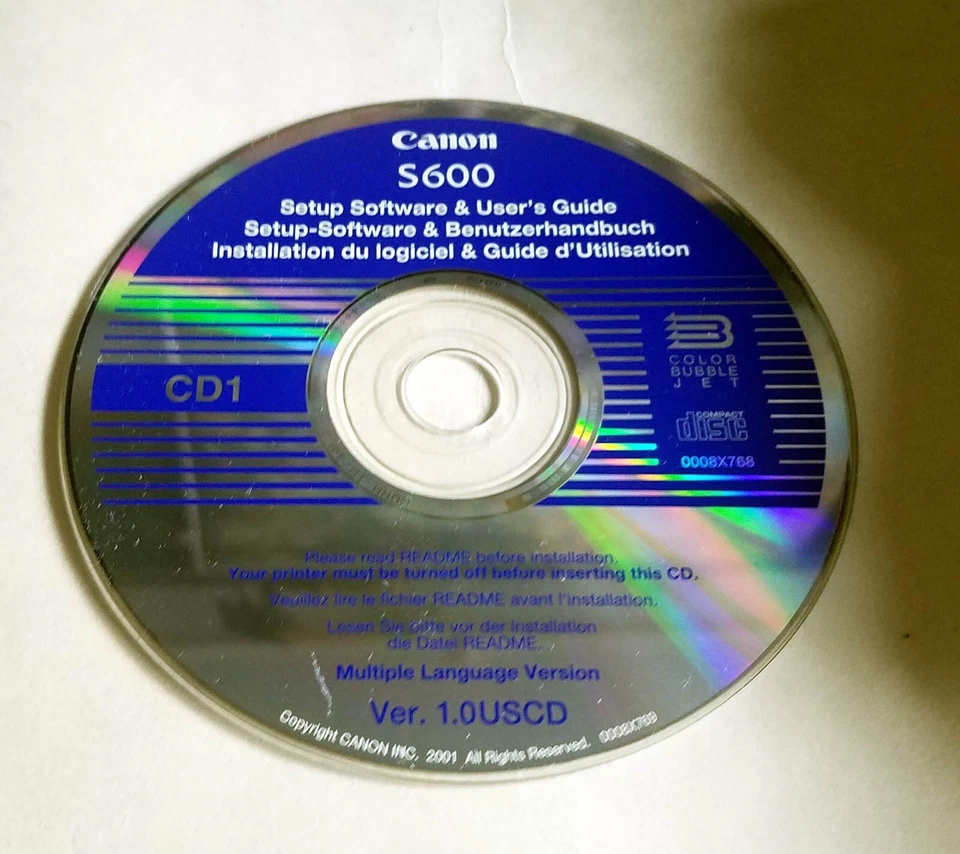 Canon
S600
Setup Software & User's Guide
Setup-Software & Benutzerhandbuch
Installation du logiciel & Guide d'Utilisation
CD1
COLOR
BUBBLE
JET
COMPACT
disc
0008X768
Please read README before installation.
Your printer must be turned off before inserting this CD.
Veuillez lire le fichier README avant l'installation.
Lesen Sie bitte vor der Installation
die Datei README.
Multiple Language Version
Ver. 1.0USCD
Copyright CANON INC. 2001 All Rights Reserved. 0008X769